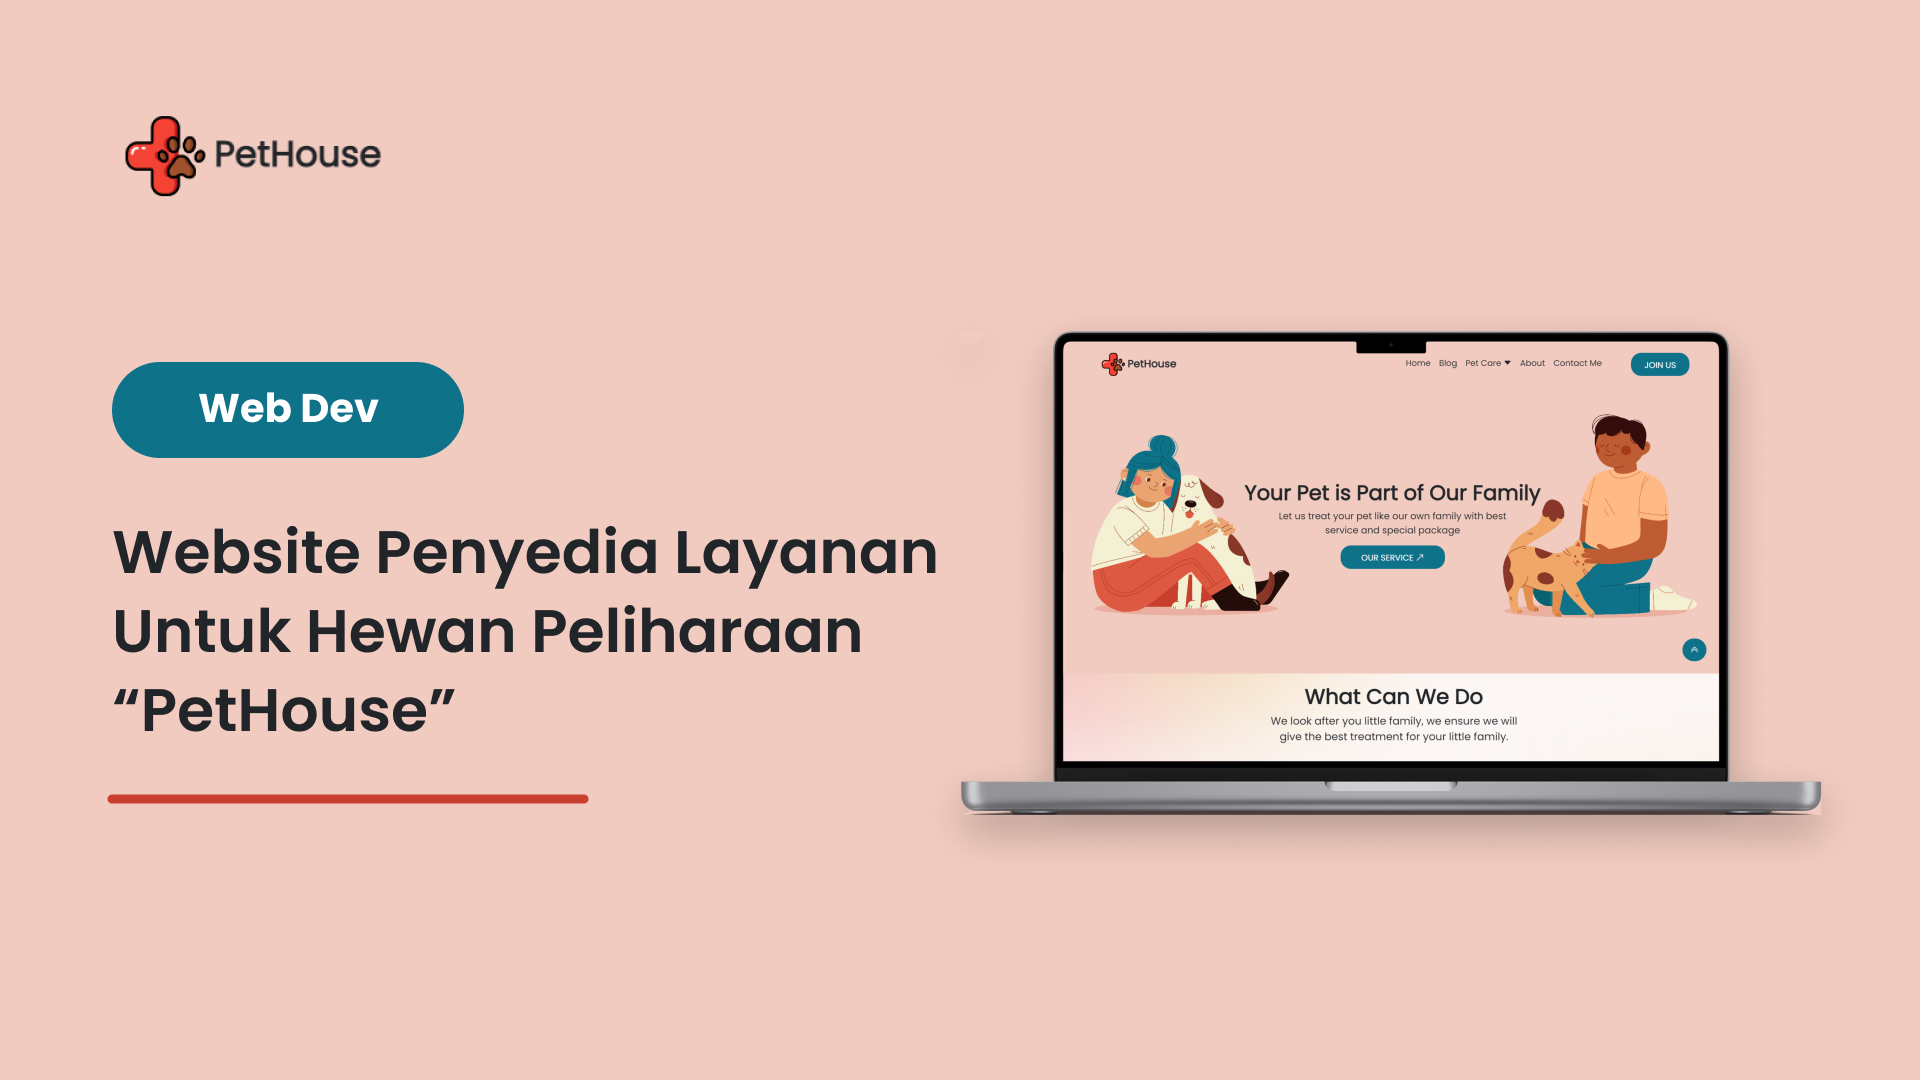 PetHouse
Web Dev
Website Penyedia Layanan
Untuk Hewan Peliharaan
“PetHouse”
PetHouse
Home Blog Pet Care About Contact Me
JOIN US
Your Pet is Part of Our Family
Let us treat your pet like our own family with best
service and special package
OUR SERVICE
What Can We Do
We look after you little family, we ensure we will
give the best treatment for your little family.